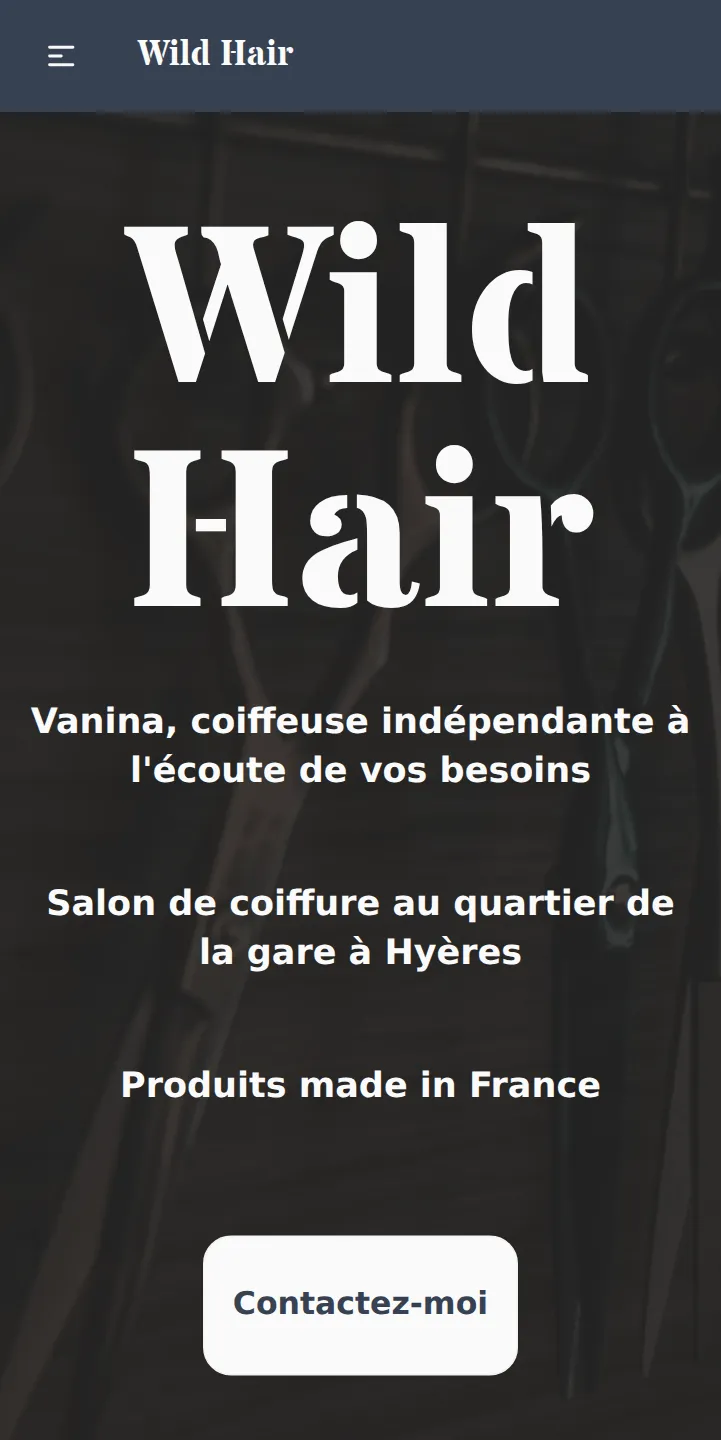 Wild Hair
Wild
Hair
Vanina, coiffeuse indépendante à
l'écoute de vos besoins
Salon de coiffure au quartier de
la gare à Hyères
Produits made in France
Contactez-moi